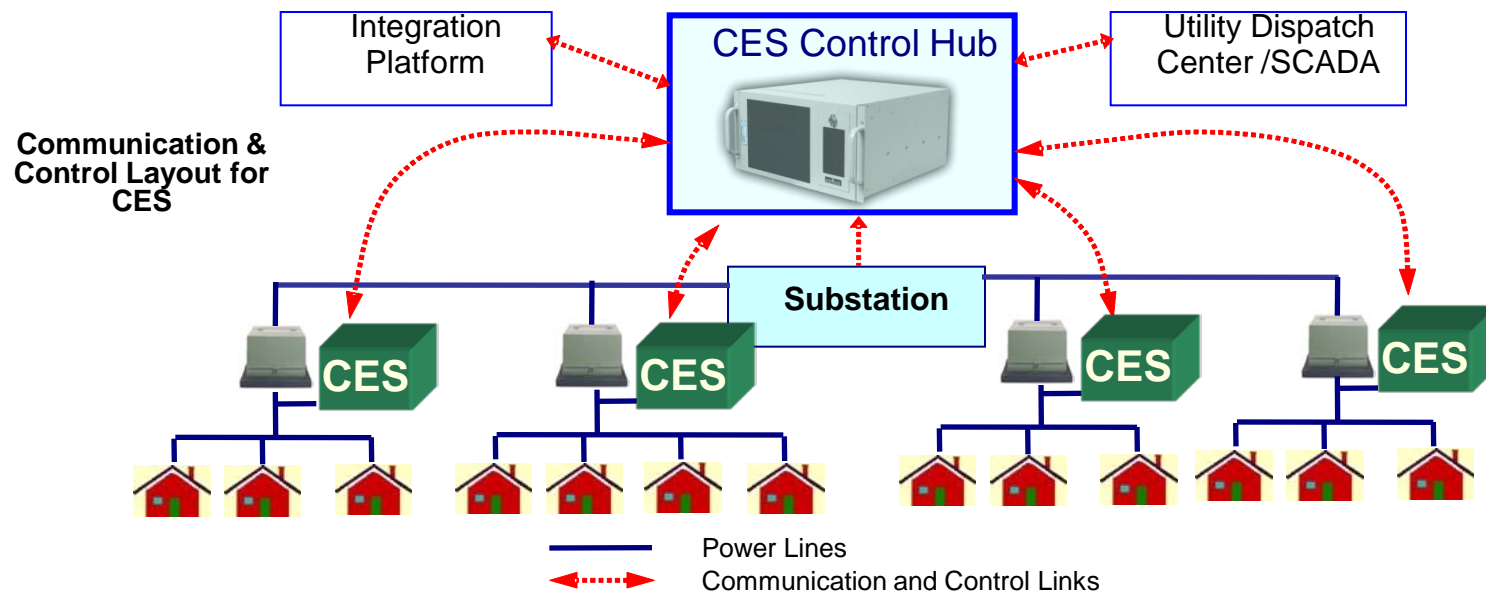 Integration
Platform
CES Control Hub
Utility Dispatch
Center /SCADA
Communication &
Control Layout for
CES
Substation
CES
CES
CES
CES
Power Lines
Communication and Control Links